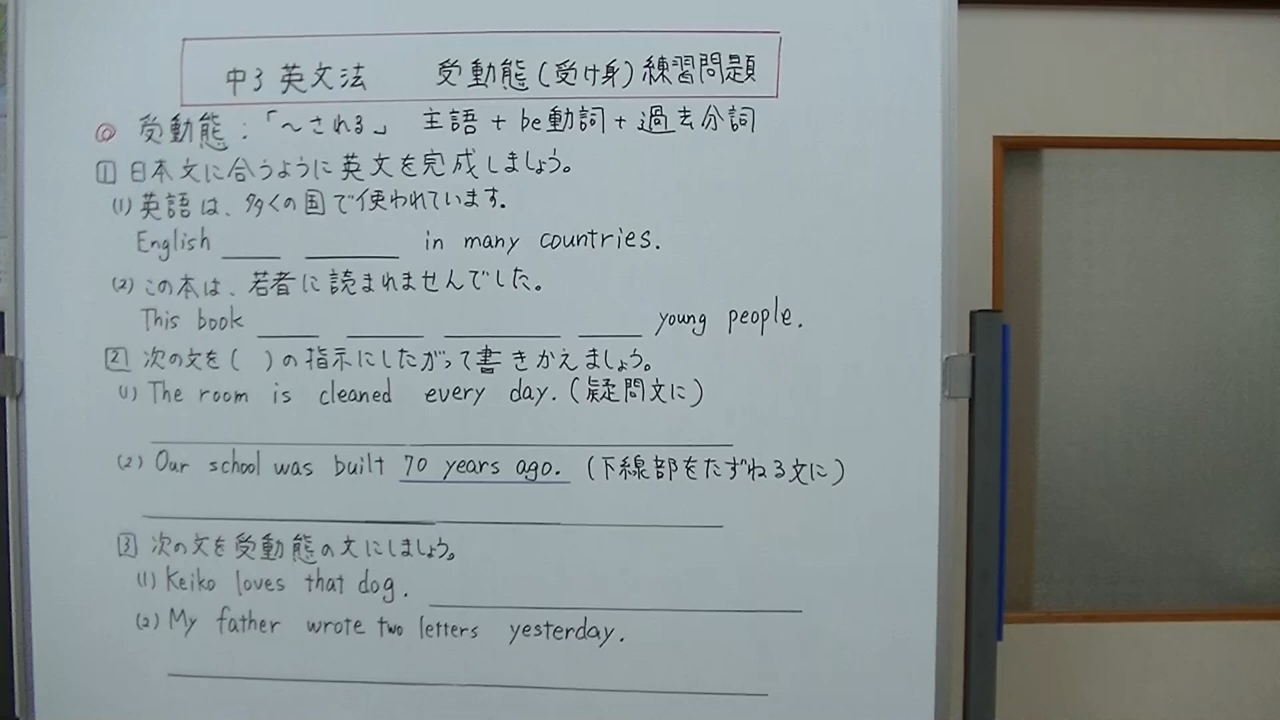 中3 英文法 受動態(受け身)練習問題
◎ 受動態:「~される」 主語 + be動詞 + 過去分詞
1 日本文に合うように英文を完成しましょう。
(1) 英語は、多くの国で使われています。
English ____ ____ in many countries.
(2) この本は、若者に読まれませんでした。
This book ____ ____ ____ ____ young people.
2 次の文を( )の指示にしたがって書きかえましょう。
(1) The room is cleaned every day.(疑問文に)
(2) Our school was built 70 years ago. (下線部をたずねる文に)
3 次の文を受動態の文にしましょう。
(1) Keiko loves that dog. ____
(2) My father wrote two letters yesterday.